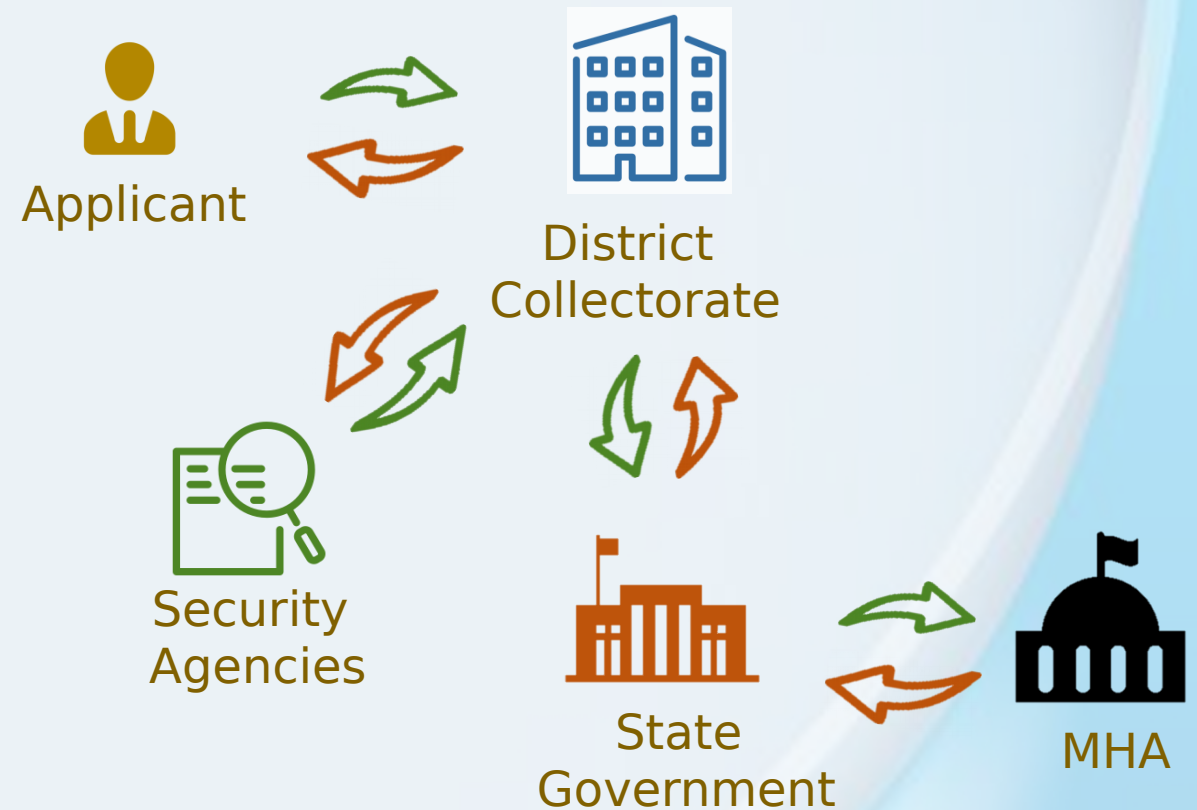 Applicant
District
Collectorate
Security
Agencies
State
Government
MHA